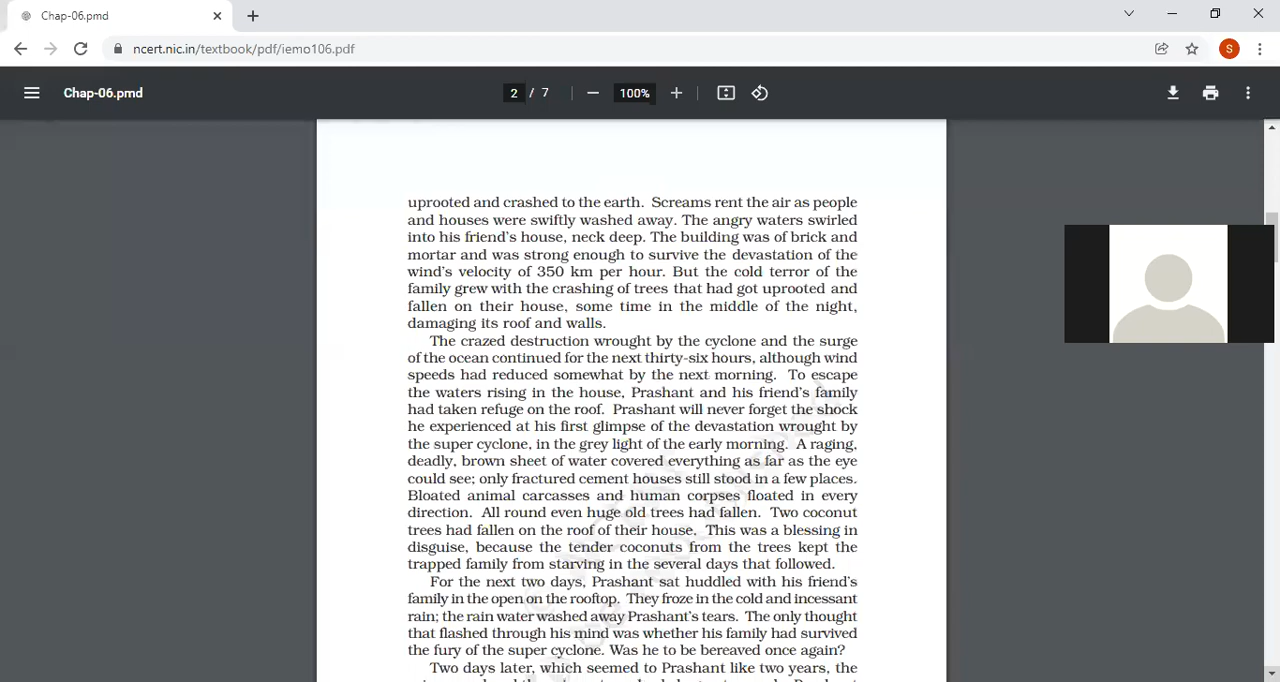 Chap-06.pmd
ncert.nic.in/textbook/pdf/iemo106.pdf
S
Chap-06.pmd
2 / 7
100%
uprooted and crashed to the earth. Screams rent the air as people
and houses were swiftly washed away. The angry waters swirled
into his friend's house, neck deep. The building was of brick and
mortar and was strong enough to survive the devastation of the
wind's velocity of 350 km per hour. But the cold terror of the
family grew with the crashing of trees that had got uprooted and
fallen on their house, some time in the middle of the night,
damaging its roof and walls.
The crazed destruction wrought by the cyclone and the surge
of the ocean continued for the next thirty-six hours, although wind
speeds had reduced somewhat by the next morning. To escape
the waters rising in the house, Prashant and his friend's family
had taken refuge on the roof. Prashant will never forget the shock
he experienced at his first glimpse of the devastation wrought by
the super cyclone, in the grey light of the early morning. A raging,
deadly, brown sheet of water covered everything as far as the eye
could see; only fractured cement houses still stood in a few places.
Bloated animal carcasses and human corpses floated in every
direction. All round even huge old trees had fallen. Two coconut
trees had fallen on the roof of their house. This was a blessing in
disguise, because the tender coconuts from the trees kept the
trapped family from starving in the several days that followed.
For the next two days, Prashant sat huddled with his friend's
family in the open on the rooftop. They froze in the cold and incessant
rain; the rain water washed away Prashant's tears. The only thought
that flashed through his mind was whether his family had survived
the fury of the super cyclone. Was he to be bereaved once again?
Two days later, which seemed to Prashant like two years, the